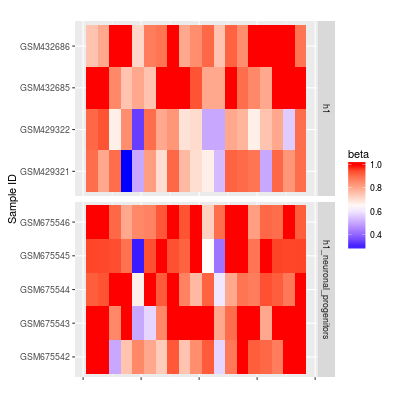 GSM432686
GSM432685
GSM429322
GSM429321
h1
GSM675546
GSM675545
GSM675544
GSM675543
GSM675542
h1_neuronal_progenitors
Sample ID
beta
1.0
0.8
0.6
0.4